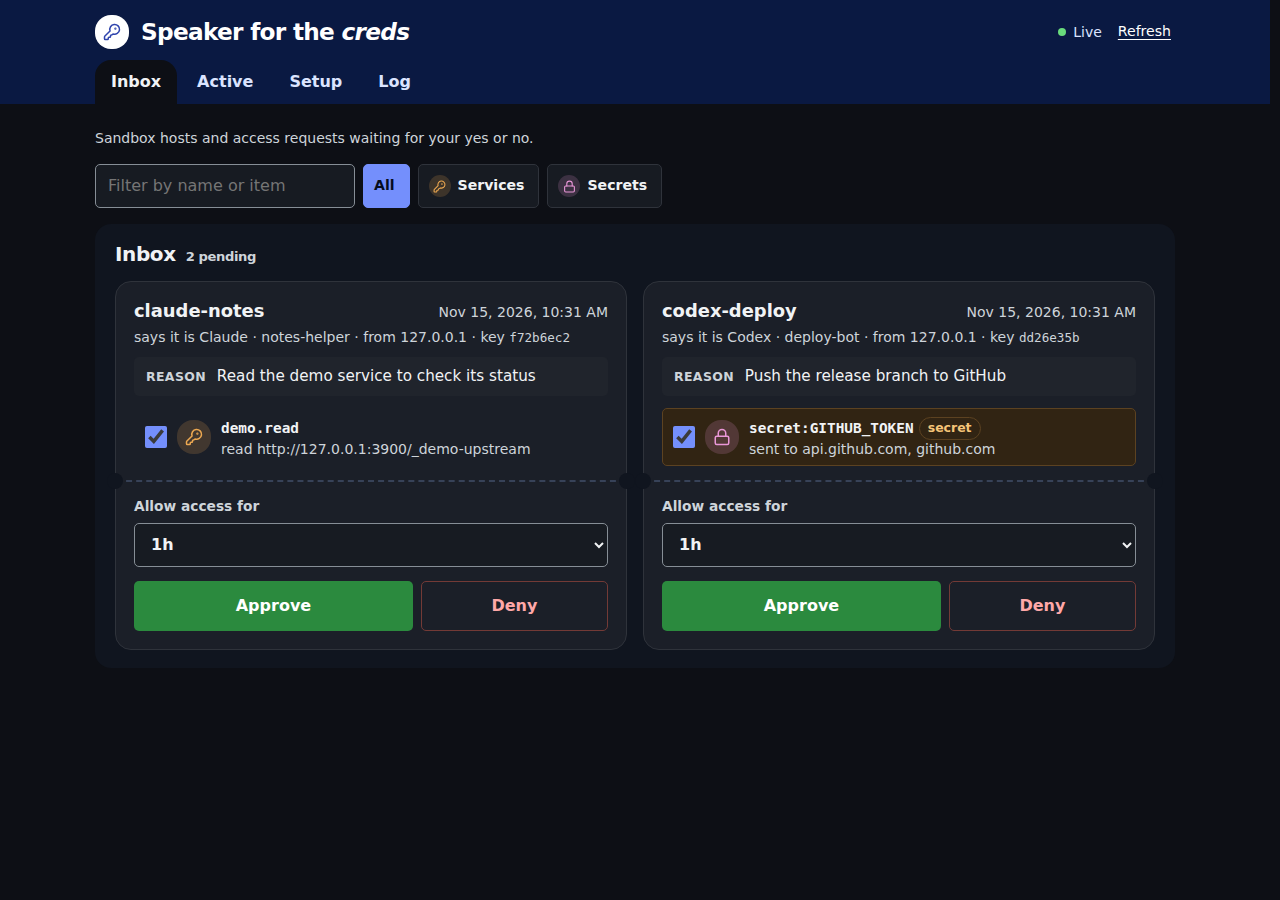 Speaker for the creds
Live Refresh
Inbox Active Setup Log
Sandbox hosts and access requests waiting for your yes or no.
Filter by name or item All Services Secrets
Inbox 2 pending
claude-notes Nov 15, 2026, 10:31 AM
says it is Claude · notes-helper · from 127.0.0.1 · key f72b6ec2
REASON Read the demo service to check its status
demo.read
read http://127.0.0.1:3900/_demo-upstream
Allow access for
1h
Approve Deny
codex-deploy Nov 15, 2026, 10:31 AM
says it is Codex · deploy-bot · from 127.0.0.1 · key dd26e35b
REASON Push the release branch to GitHub
secret:GITHUB_TOKEN secret
sent to api.github.com, github.com
Allow access for
1h
Approve Deny